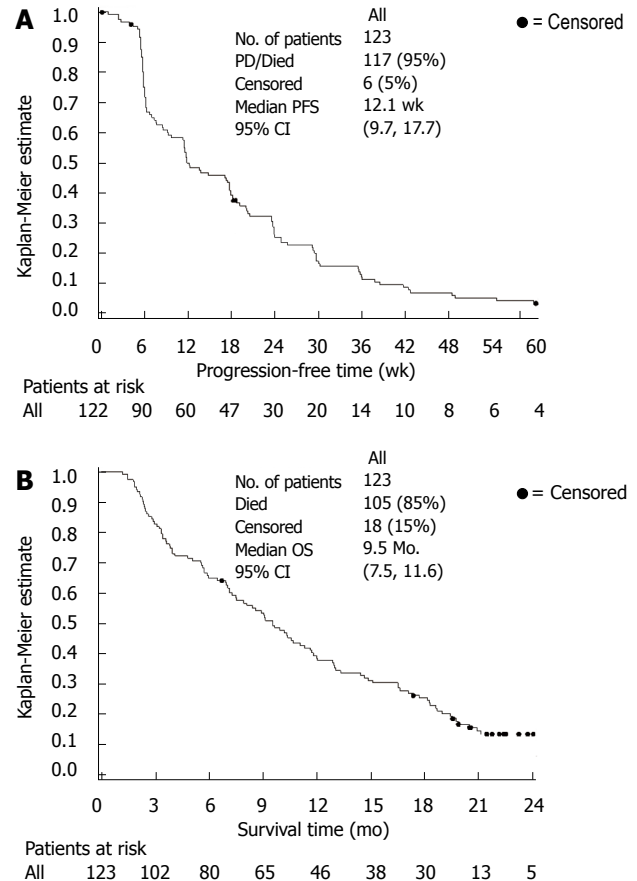 A
All
No. of patients 123
PD/Died 117 (95%)
Censored 6 (5%)
Median PFS 12.1 wk
95% CI (9.7, 17.7)
● = Censored
Kaplan-Meier estimate
1.0
0.9
0.8
0.7
0.6
0.5
0.4
0.3
0.2
0.1
0.0
0 6 12 18 24 30 36 42 48 54 60
Progression-free time (wk)
Patients at risk
All 122 90 60 47 30 20 14 10 8 6 4
B
All
No. of patients 123
Died 105 (85%)
Censored 18 (15%)
Median OS 9.5 Mo.
95% CI (7.5, 11.6)
● = Censored
Kaplan-Meier estimate
1.0
0.9
0.8
0.7
0.6
0.5
0.4
0.3
0.2
0.1
0.0
0 3 6 9 12 15 18 21 24
Survival time (mo)
Patients at risk
All 123 102 80 65 46 38 30 13 5